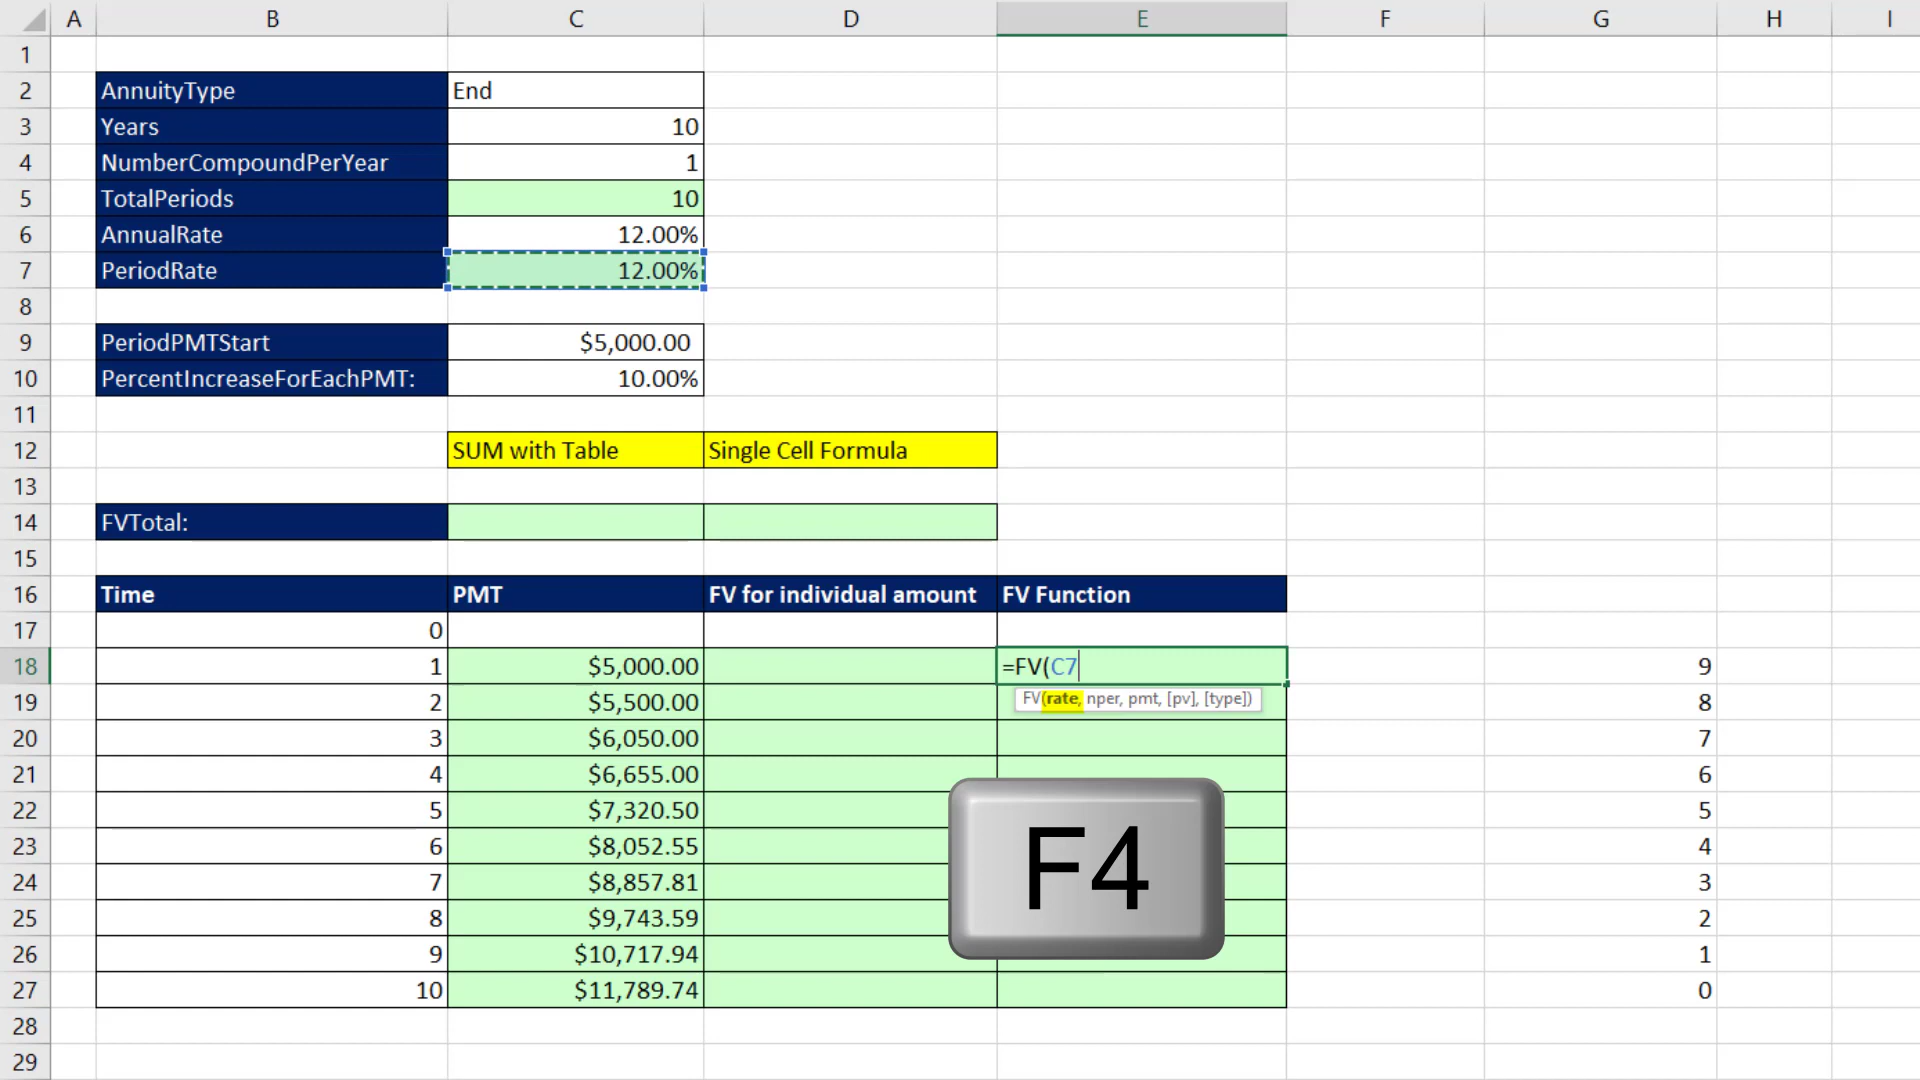 A B C D E F G H I
1
2 AnnuityType End
3 Years 10
4 NumberCompoundPerYear 1
5 TotalPeriods 10
6 AnnualRate 12.00%
7 PeriodRate 12.00%
8
9 PeriodPMTStart $5,000.00
10 PercentIncreaseForEachPMT: 10.00%
11
12 SUM with Table Single Cell Formula
13
14 FVTotal:
15
16 Time PMT FV for individual amount FV Function
17 0
18 1 $5,000.00 =FV(C7 9
FV(rate, nper, pmt, [pv], [type])
19 2 $5,500.00 8
20 3 $6,050.00 7
21 4 $6,655.00 6
22 5 $7,320.50 5
23 6 $8,052.55 4
F4
24 7 $8,857.81 3
25 8 $9,743.59 2
26 9 $10,717.94 1
27 10 $11,789.74 0
28
29